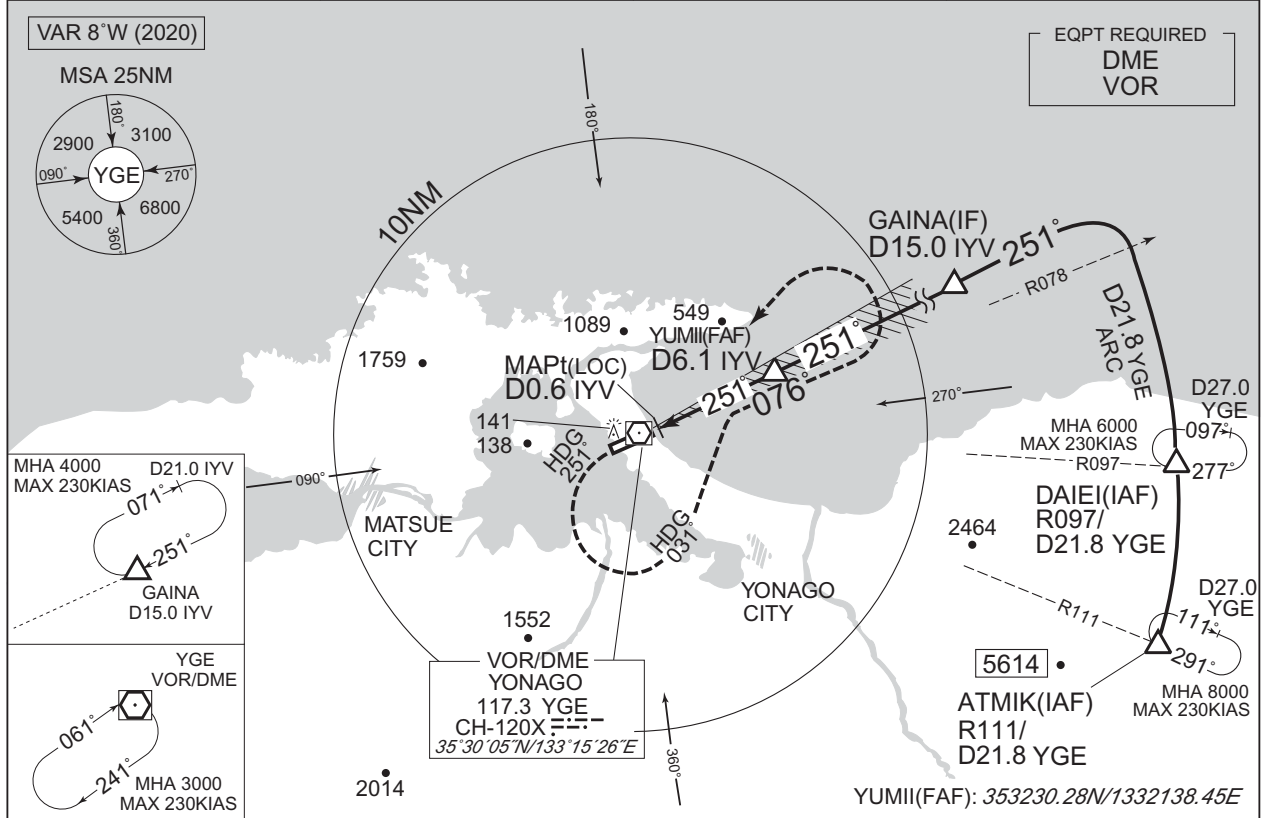 VAR 8°W (2020)
MSA 25NM
180°
2900
3100
090°
YGE
270°
5400
6800
360°
EQPT REQUIRED
DME
VOR
180°
10NM
GAINA(IF)
D15.0 IYV
251°
R078
D21.8 YGE
ARC
1089
549
YUMII(FAF)
D6.1 IYV
251°
1759
MAPt(LOC)
D0.6 IYV
251°
076°
270°
141
138
HDG
251°
HDG
031°
090°
MATSUE
CITY
YONAGO
CITY
D27.0
YGE
MHA 6000
MAX 230KIAS
097°
R097
277°
DAIEI(IAF)
R097/
D21.8 YGE
2464
R111
D27.0
YGE
111°
291°
5614
MHA 8000
MAX 230KIAS
ATMIK(IAF)
R111/
D21.8 YGE
MHA 4000
MAX 230KIAS
D21.0 IYV
071°
251°
GAINA
D15.0 IYV
YGE
VOR/DME
061°
241°
MHA 3000
MAX 230KIAS
1552
VOR/DME
YONAGO
117.3 YGE
CH-120X
35°30′05″N/133°15′26″E
360°
2014
YUMII(FAF): 353230.28N/1332138.45E